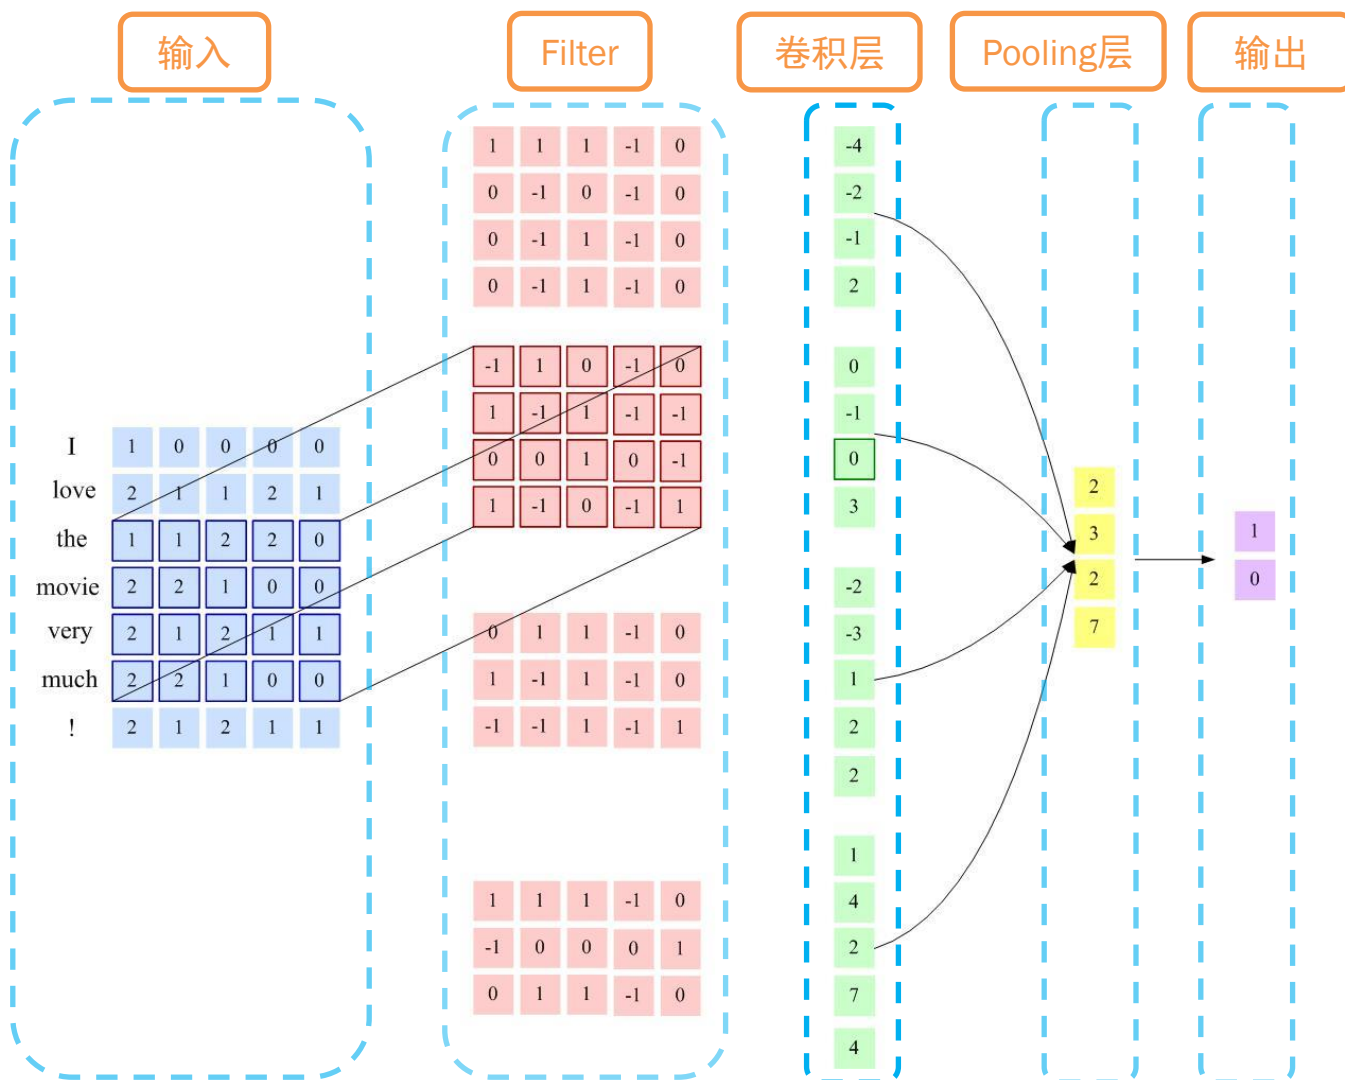 输入 Filter 卷积层 Pooling层 输出
I 1 0 0 0 0
love 2 1 1 2 1
the 1 1 2 2 0
movie 2 2 1 0 0
very 2 1 2 1 1
much 2 2 1 0 0
! 2 1 2 1 1
1 1 1 -1 0
0 -1 0 -1 0
0 -1 1 -1 0
0 -1 1 -1 0
-1 1 0 -1 0
1 -1 1 -1 -1
0 0 1 0 -1
1 -1 0 -1 1
0 1 1 -1 0
1 -1 1 -1 0
-1 -1 1 -1 1
1 1 1 -1 0
-1 0 0 0 1
0 1 1 -1 0
-4
-2
-1
2
0
-1
0
3
-2
-3
1
2
2
1
4
2
7
4
2
3
2
7
1
0